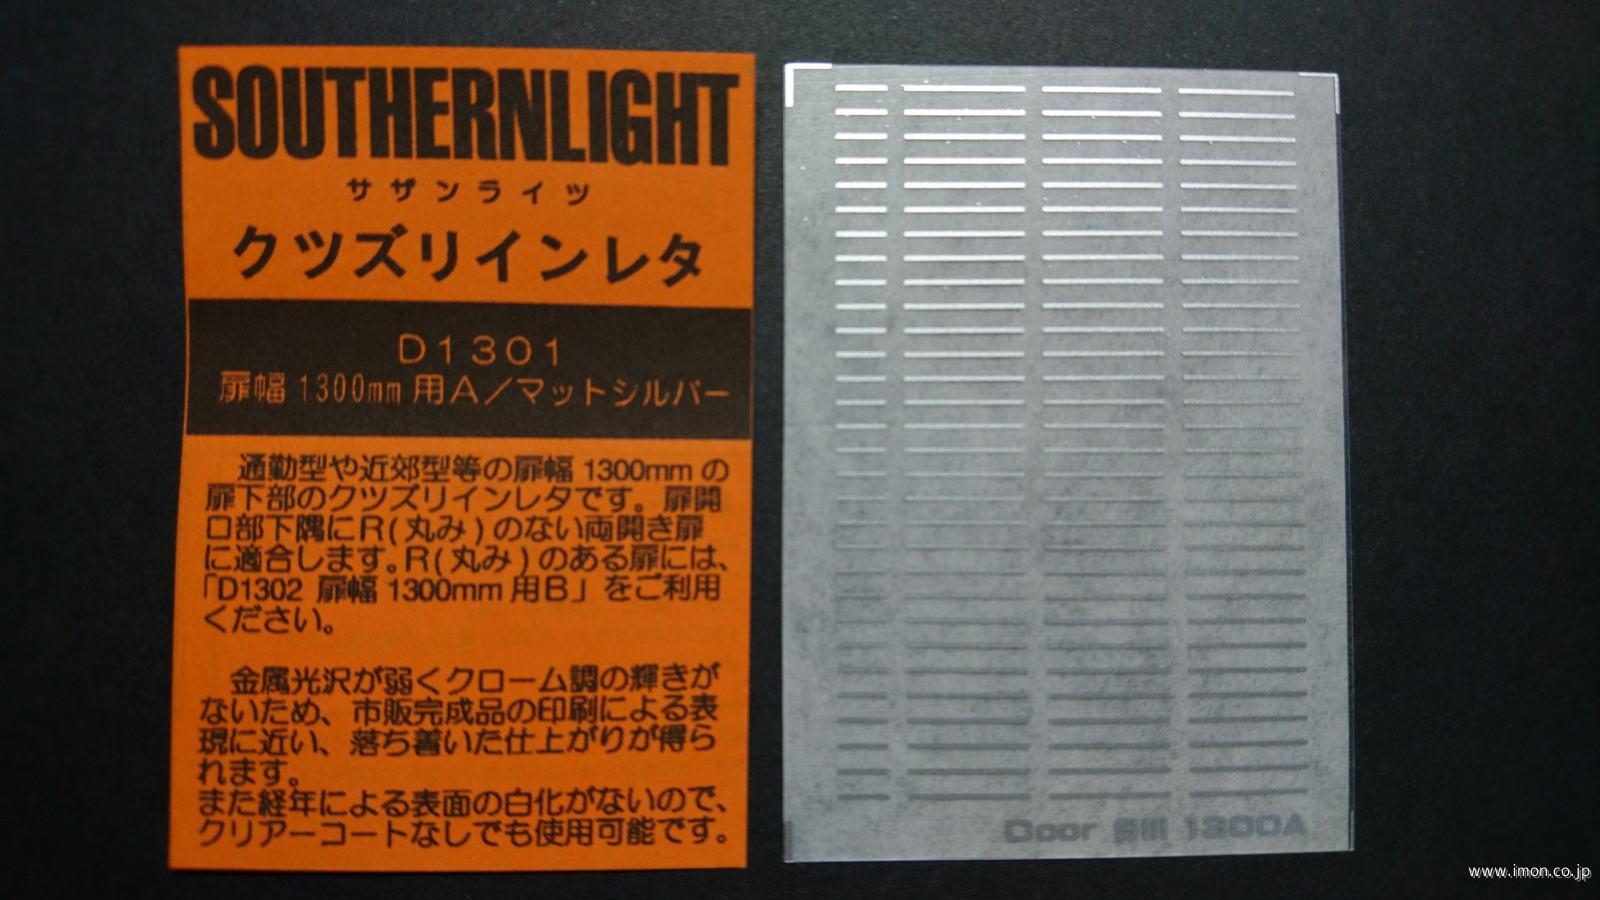 SOUTHERNLIGHT
サザンライツ
クツズリインレタ
D1301
扉幅 1300mm 用A／マットシルバー
通勤型や近郊型等の扉幅 1300mm の
扉下部のクツズリインレタです。扉開
口部下隅にR(丸み)のない両開き扉
に適合します。R(丸み)のある扉には、
「D1302 扉幅 1300mm 用B」をご利用
ください。
金属光沢が弱くクローム調の輝きが
ないため、市販完成品の印刷による表
現に近い、落ち着いた仕上がりが得ら
れます。
また経年による表面の白化がないので、
クリアーコートなしでも使用可能です。
Door Sill 1300A
www.imon.co.jp